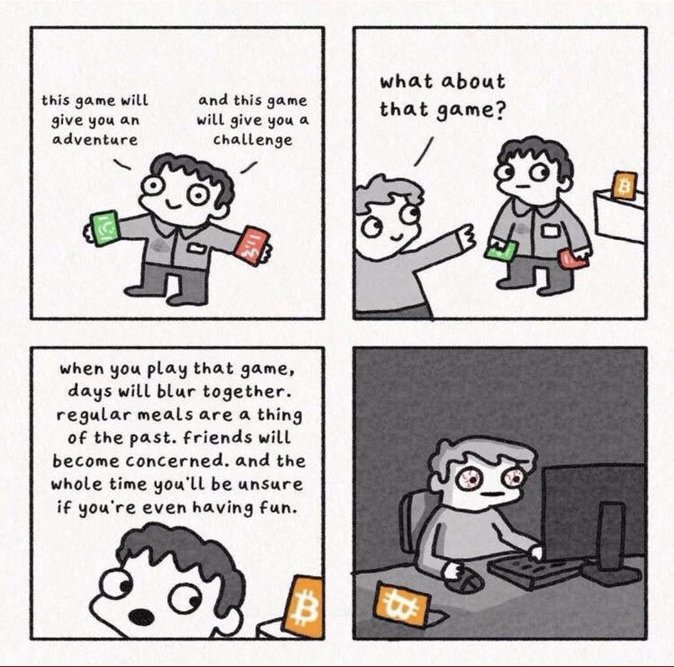 this game will
give you an
adventure
and this game
will give you a
challenge
what about
that game?
when you play that game,
days will blur together.
regular meals are a thing
of the past. friends will
become concerned. and the
whole time you'll be unsure
if you're even having fun.